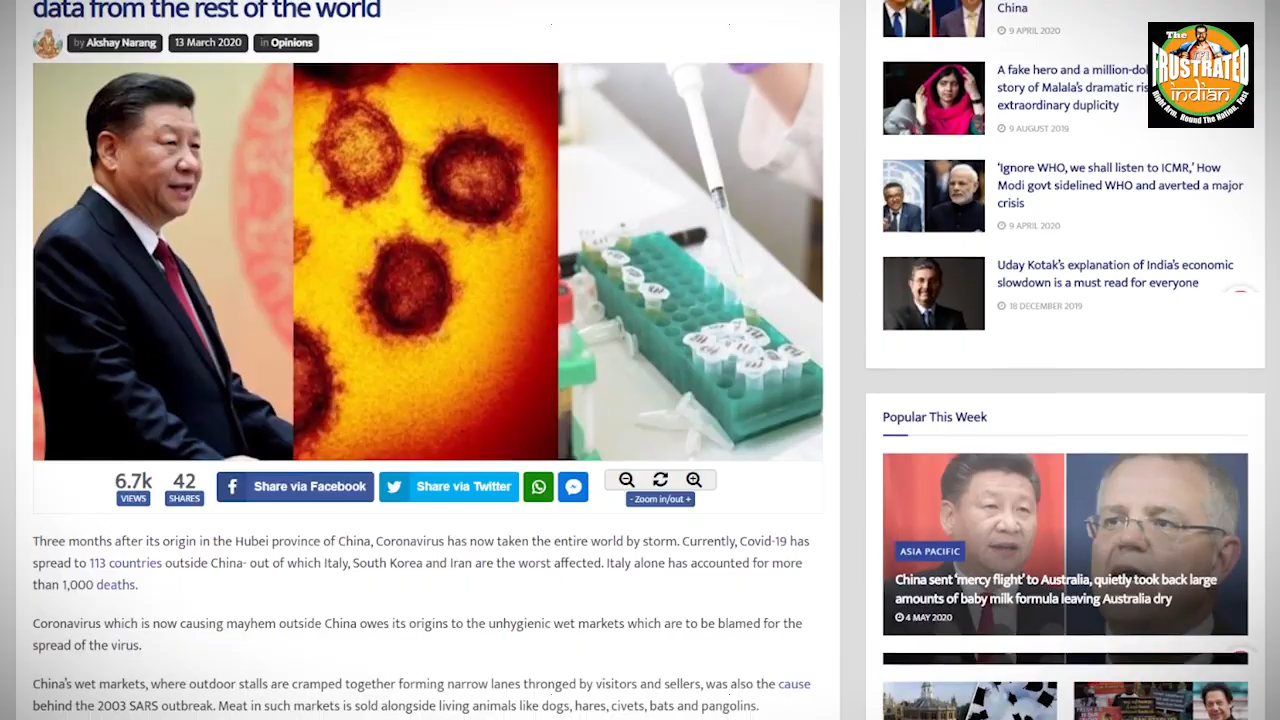 data from the rest of the world
by Akshay Narang
13 March 2020
in Opinions
6.7k
VIEWS
42
SHARES
Share via Facebook
Share via Twitter
- Zoom in/out +
Three months after its origin in the Hubei province of China, Coronavirus has now taken the entire world by storm. Currently, Covid-19 has
spread to 113 countries outside China- out of which Italy, South Korea and Iran are the worst affected. Italy alone has accounted for more
than 1,000 deaths.
Coronavirus which is now causing mayhem outside China owes its origins to the unhygienic wet markets which are to be blamed for the
spread of the virus.
China's wet markets, where outdoor stalls are cramped together forming narrow lanes thronged by visitors and sellers, was also the cause
behind the 2003 SARS outbreak. Meat in such markets is sold alongside living animals like dogs, hares, civets, bats and pangolins.
China
9 APRIL 2020
A fake hero and a million-dol
story of Malala's dramatic ris
extraordinary duplicity
9 AUGUST 2019
'Ignore WHO, we shall listen to ICMR,' How
Modi govt sidelined WHO and averted a major
crisis
9 APRIL 2020
Uday Kotak's explanation of India's economic
slowdown is a must read for everyone
18 DECEMBER 2019
Popular This Week
ASIA PACIFIC
China sent 'mercy flight' to Australia, quietly took back large
amounts of baby milk formula leaving Australia dry
4 MAY 2020
The
FRUSTRATED
indian
Right Arm. Round The Nation. Fast